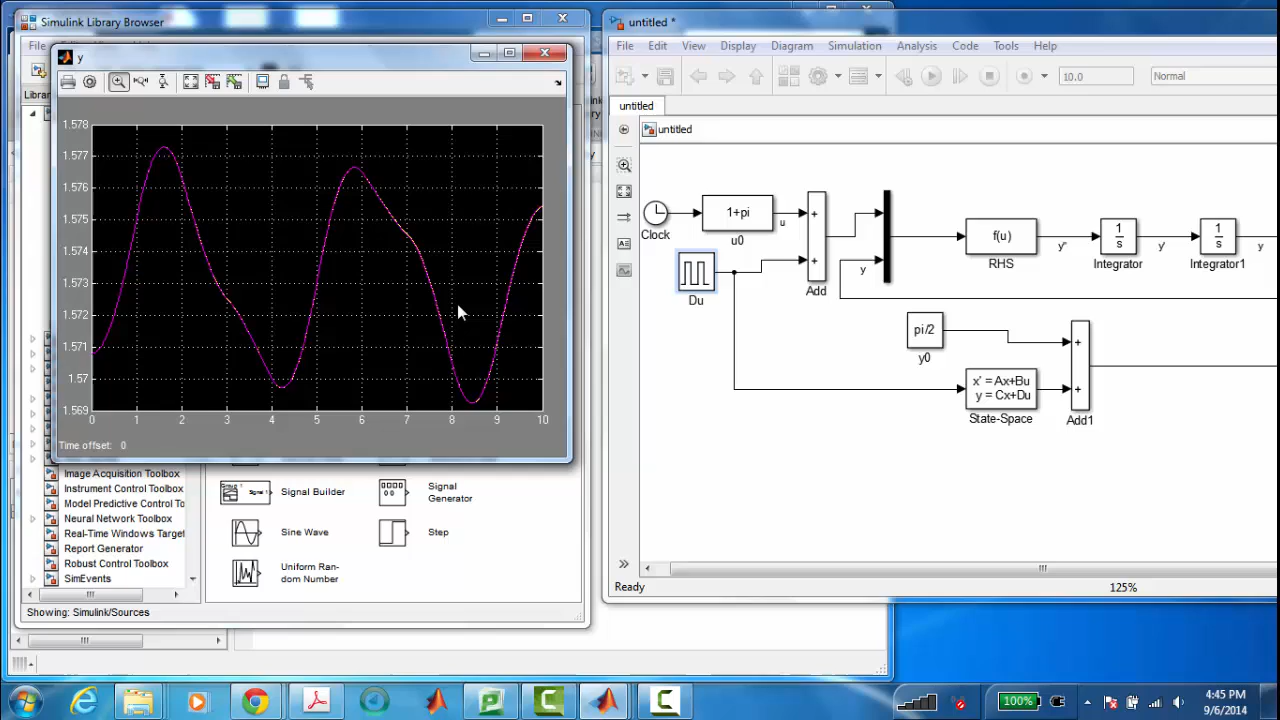 Simulink Library Browser
File
Librar
y
1.578
1.577
1.576
1.575
1.574
1.573
1.572
1.571
1.57
1.569
0 1 2 3 4 5 6 7 8 9 10
Time offset: 0
Image Acquisition Toolbox
Instrument Control Toolbox
Model Predictive Control To
Neural Network Toolbox
Real-Time Windows Target
Report Generator
Robust Control Toolbox
SimEvents
Signal Builder
Signal
Generator
Sine Wave
Step
Uniform Ran-
dom Number
Showing: Simulink/Sources
untitled *
File Edit View Display Diagram Simulation Analysis Code Tools Help
10.0 Normal
untitled
untitled
Clock
1+pi
u0
u
Du
+
+
Add
y
f(u)
RHS
y''
1
s
Integrator
y'
1
s
Integrator1
y
pi/2
y0
x' = Ax+Bu
y = Cx+Du
State-Space
+
+
Add1
Ready
125%
100%
4:45 PM
9/6/2014